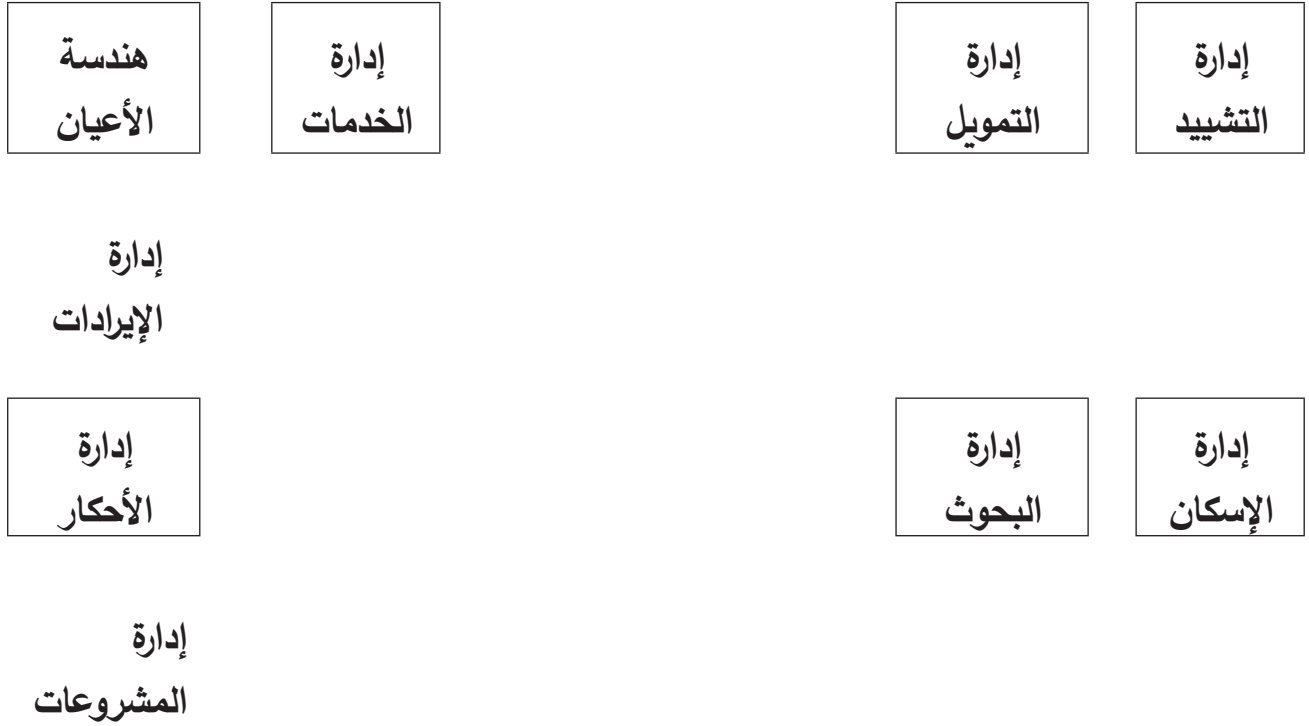 إدارة
التشييد
إدارة
التمويل
إدارة
الخدمات
هندسة
الأعيان
إدارة
الإيرادات
إدارة
الإسكان
إدارة
البحوث
إدارة
الأحكار
إدارة
المشروعات